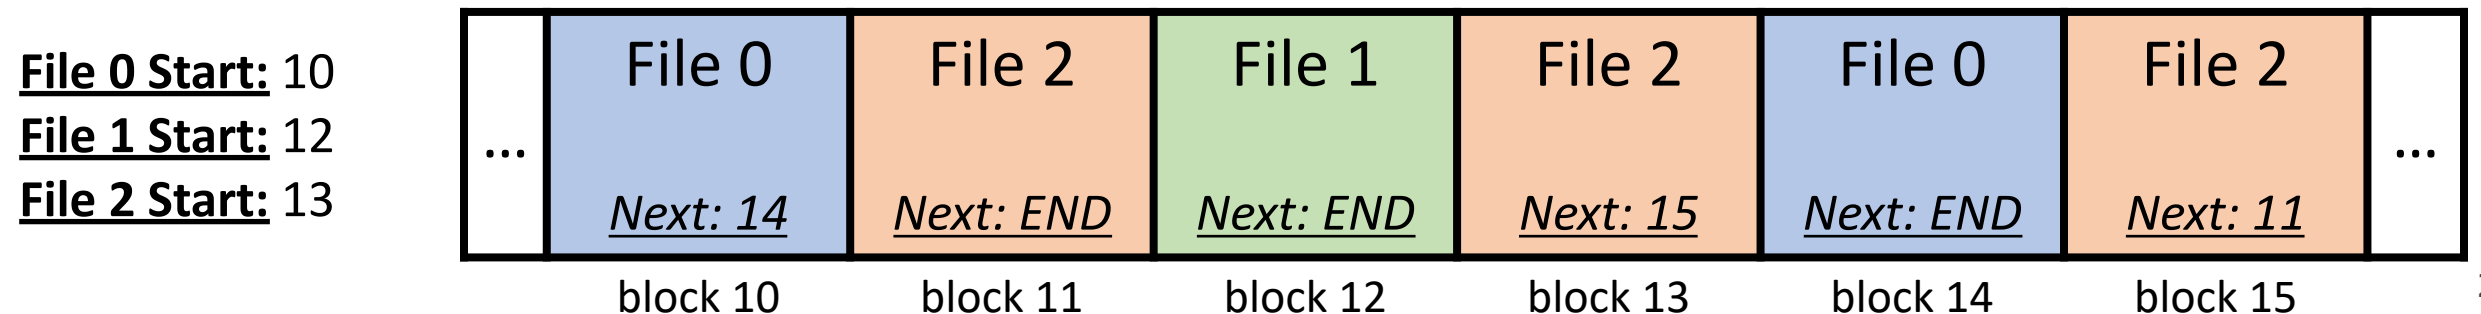 File 0 Start: 10
File 1 Start: 12
File 2 Start: 13
... File 0 File 2 File 1 File 2 File 0 File 2 ...
Next: 14 Next: END Next: END Next: 15 Next: END Next: 11
block 10 block 11 block 12 block 13 block 14 block 15